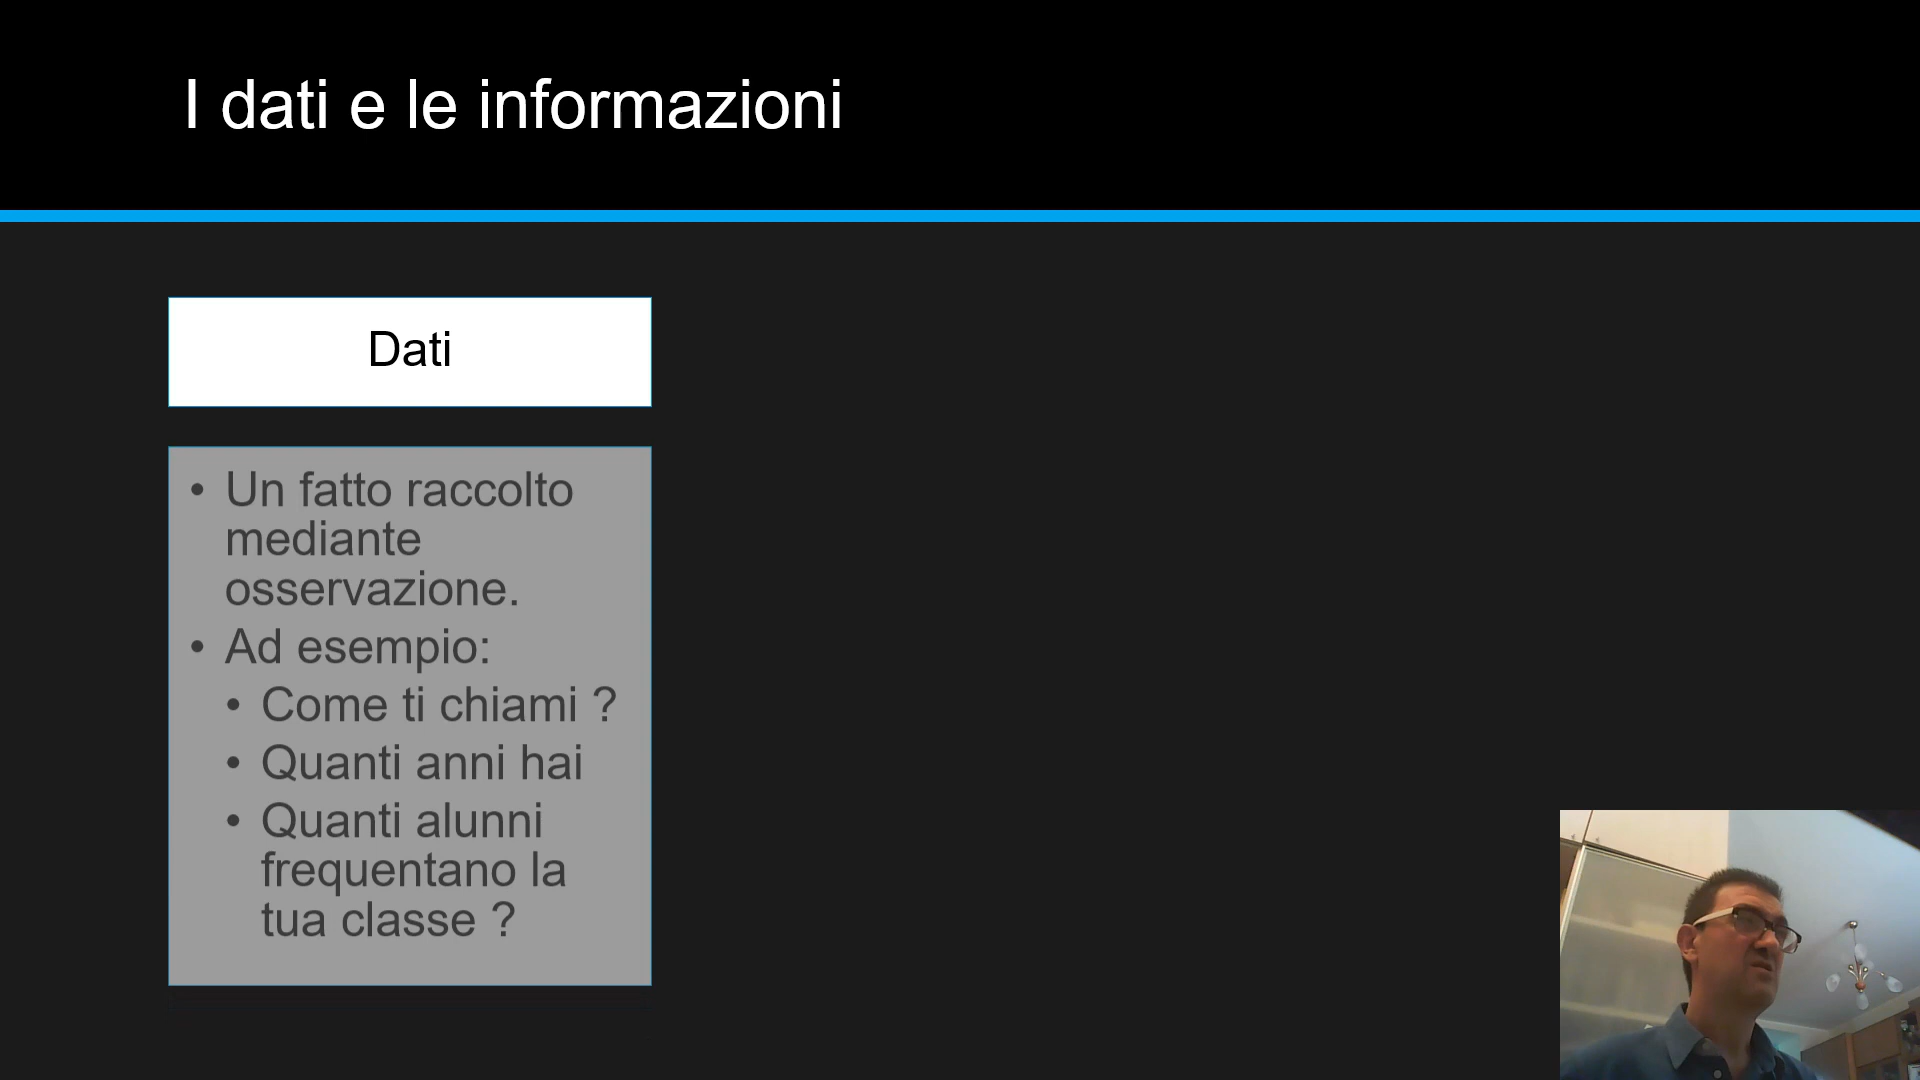 I dati e le informazioni
Dati
• Un fatto raccolto
mediante
osservazione.
• Ad esempio:
• Come ti chiami ?
• Quanti anni hai
• Quanti alunni
frequentano la
tua classe ?